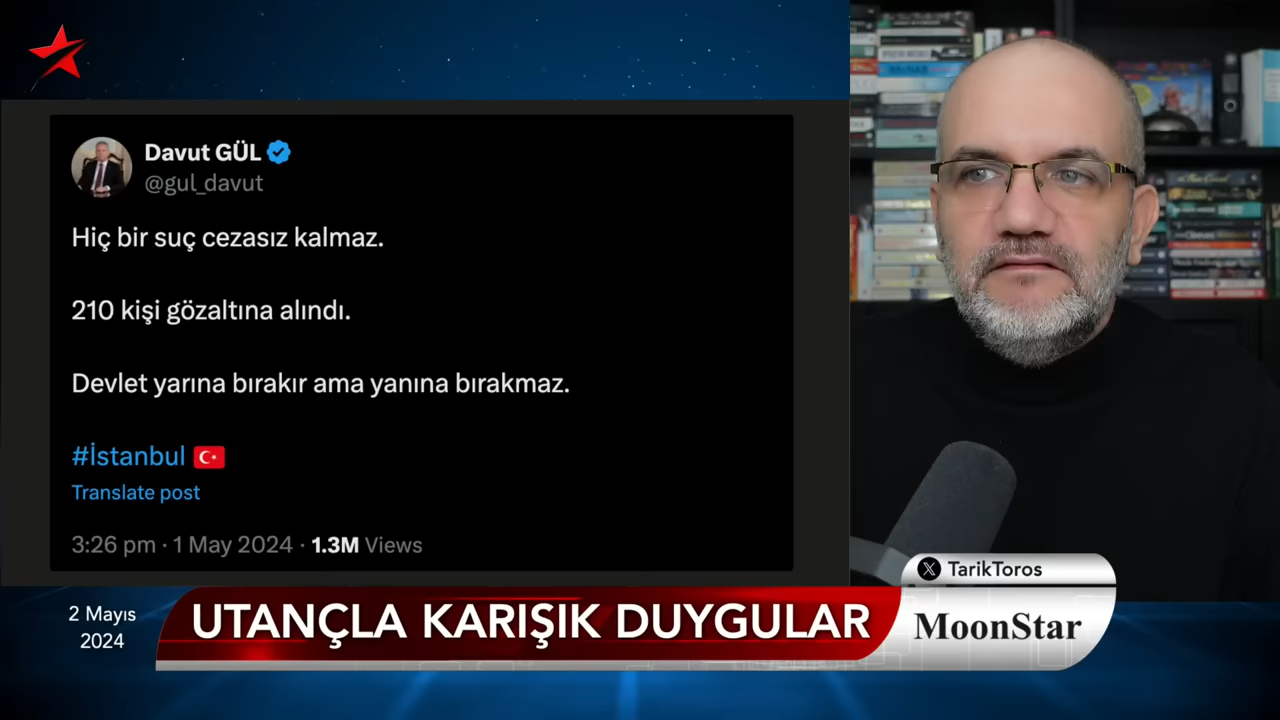 Davut GÜL
@gul_davut
Hiç bir suç cezasız kalmaz.
210 kişi gözaltına alındı.
Devlet yarına bırakır ama yanına bırakmaz.
#İstanbul
Translate post
3:26 pm · 1 May 2024 · 1.3M Views
X TarikToros
2 Mayıs
2024
UTANÇLA KARIŞIK DUYGULAR
MoonStar